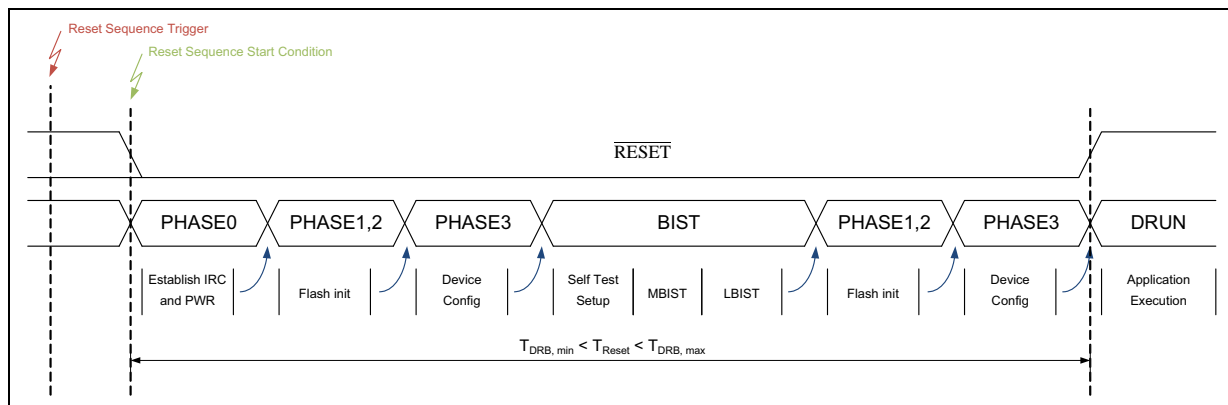 Reset Sequence Trigger
Reset Sequence Start Condition
RESET
PHASE0
PHASE1,2
PHASE3
BIST
PHASE1,2
PHASE3
DRUN
Establish IRC
and PWR
Flash init
Device
Config
Self Test
Setup
MBIST
LBIST
Flash init
Device
Config
Application
Execution
TDRB, min < TReset < TDRB, max